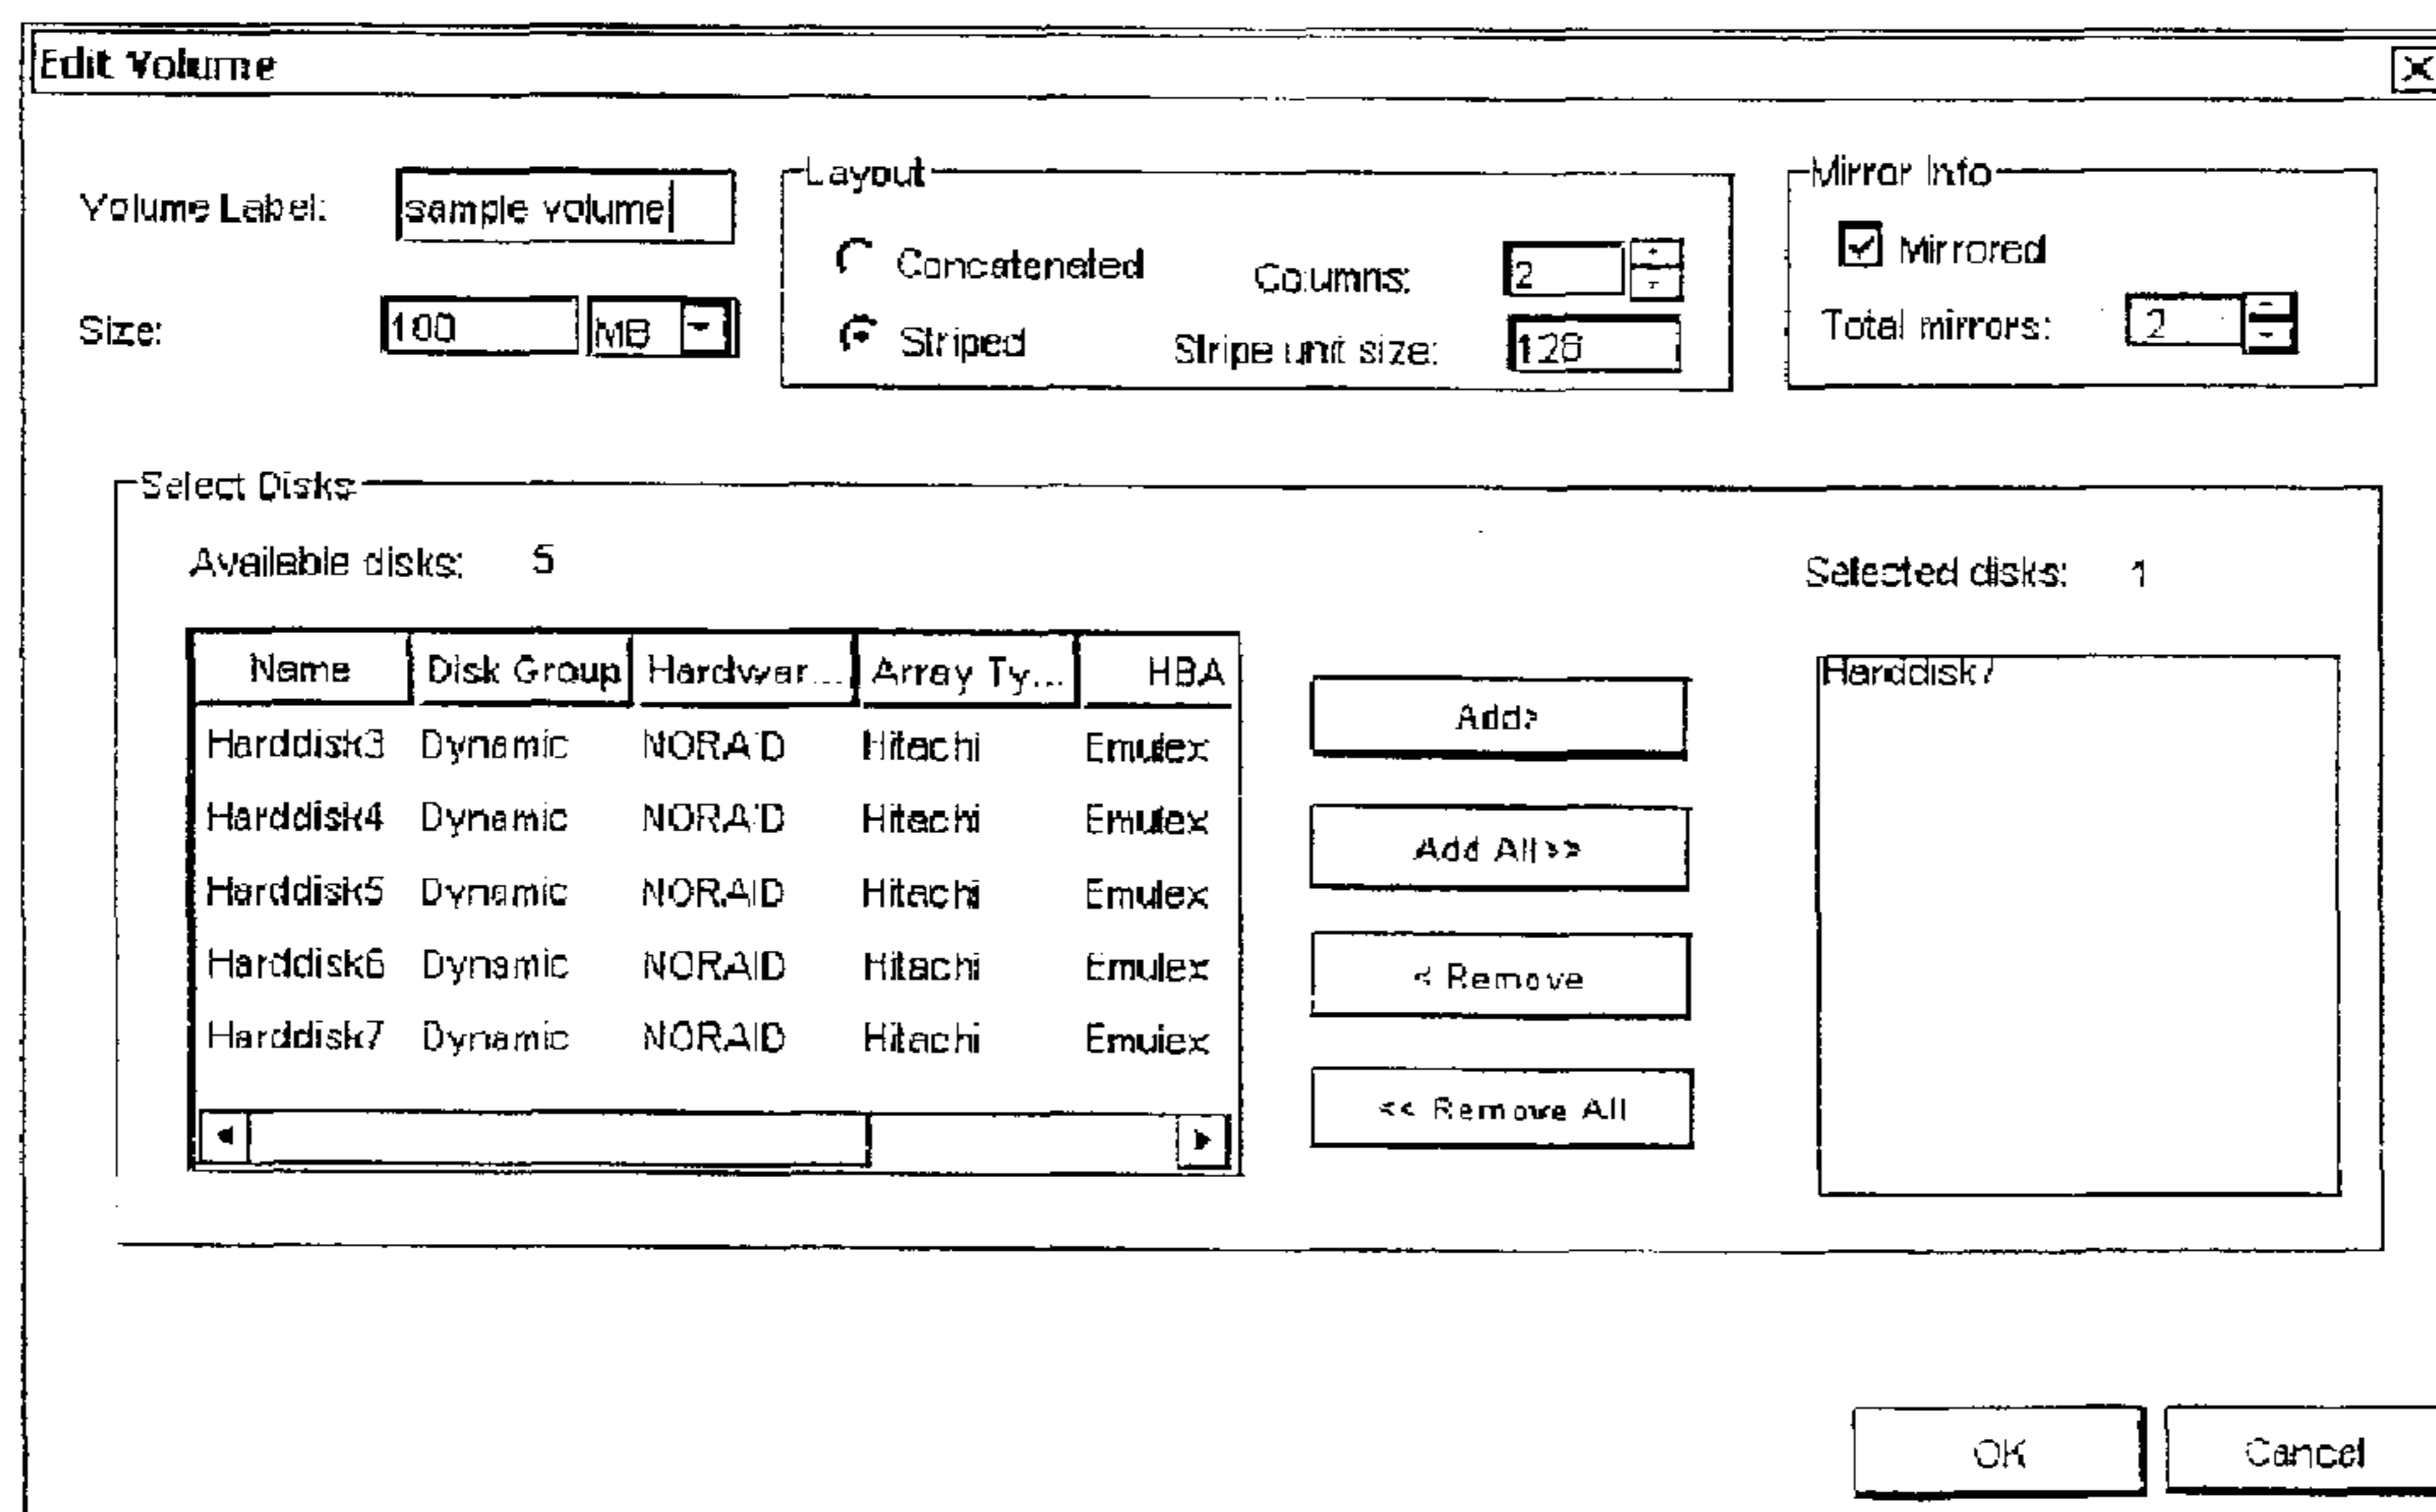 Edit Volume
Volume Label: sample volume
Size: 100 MB
Layout
Concatenated Columns: 2
Striped Stripe unit size: 128
Mirror Info
Mirrored
Total mirrors: 2
Select Disks
Available disks: 5
Selected disks: 1
Name Disk Group Hardwar... Array Ty... HBA
Harddisk3 Dynamic NORAID Hitachi Emulex
Harddisk4 Dynamic NORAID Hitachi Emulex
Harddisk5 Dynamic NORAID Hitachi Emulex
Harddisk6 Dynamic NORAID Hitachi Emulex
Harddisk7 Dynamic NORAID Hitachi Emulex
Add>
Add All >>
< Remove
<< Remove All
Harddisk7
OK Cancel